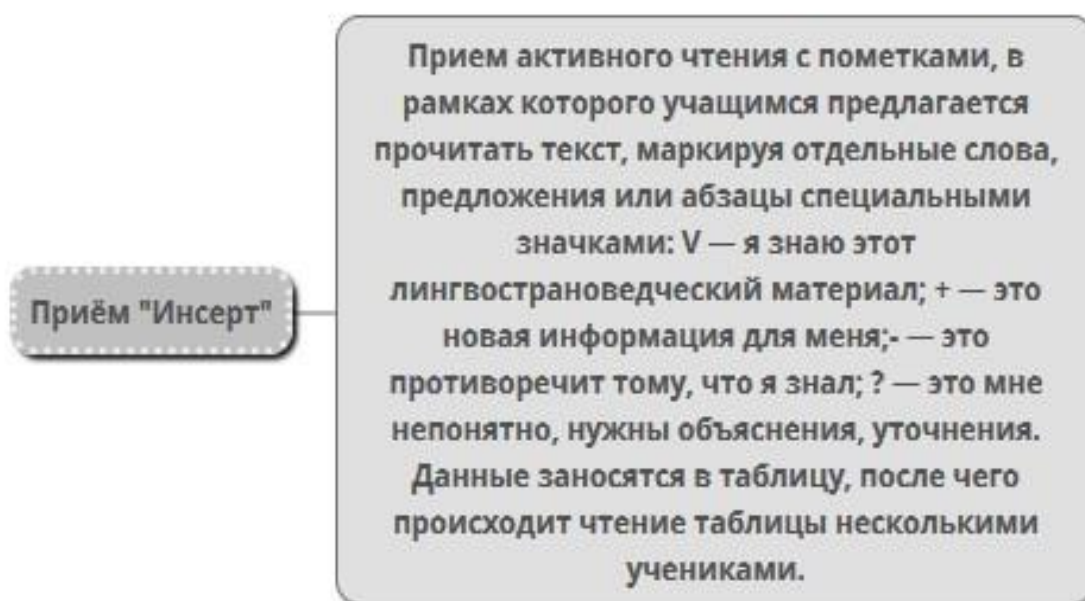 Приём "Инсерт"
Прием активного чтения с пометками, в
рамках которого учащимся предлагается
прочитать текст, маркируя отдельные слова,
предложения или абзацы специальными
значками: V — я знаю этот
лингвострановедческий материал; + — это
новая информация для меня;- — это
противоречит тому, что я знал; ? — это мне
непонятно, нужны объяснения, уточнения.
Данные заносятся в таблицу, после чего
происходит чтение таблицы несколькими
учениками.